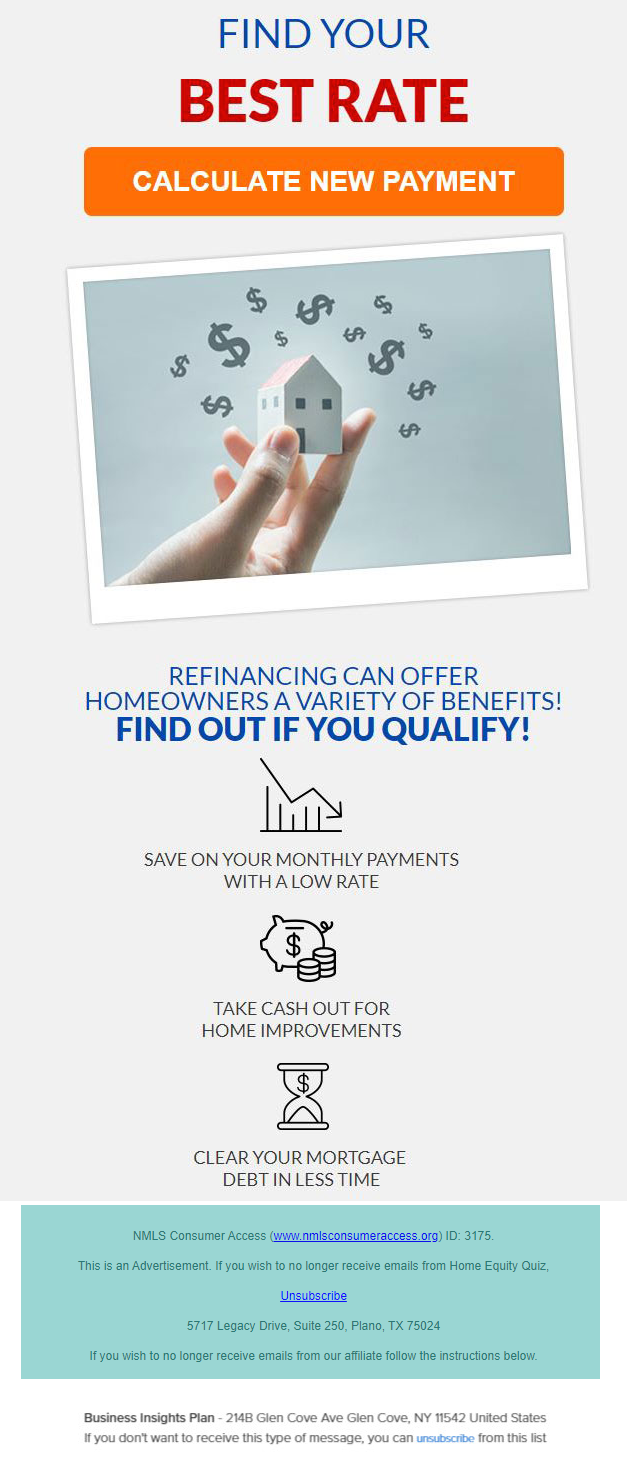 FIND YOUR
BEST RATE
CALCULATE NEW PAYMENT
REFINANCING CAN OFFER
HOMEOWNERS A VARIETY OF BENEFITS!
FIND OUT IF YOU QUALIFY!
SAVE ON YOUR MONTHLY PAYMENTS
WITH A LOW RATE
TAKE CASH OUT FOR
HOME IMPROVEMENTS
CLEAR YOUR MORTGAGE
DEBT IN LESS TIME
NMLS Consumer Access (www.nmlsconsumeraccess.org) ID: 3175.
This is an Advertisement. If you wish to no longer receive emails from Home Equity Quiz,
Unsubscribe
5717 Legacy Drive, Suite 250, Plano, TX 75024
If you wish to no longer receive emails from our affiliate follow the instructions below.
Business Insights Plan - 214B Glen Cove Ave Glen Cove, NY 11542 United States
If you don't want to receive this type of message, you can unsubscribe from this list